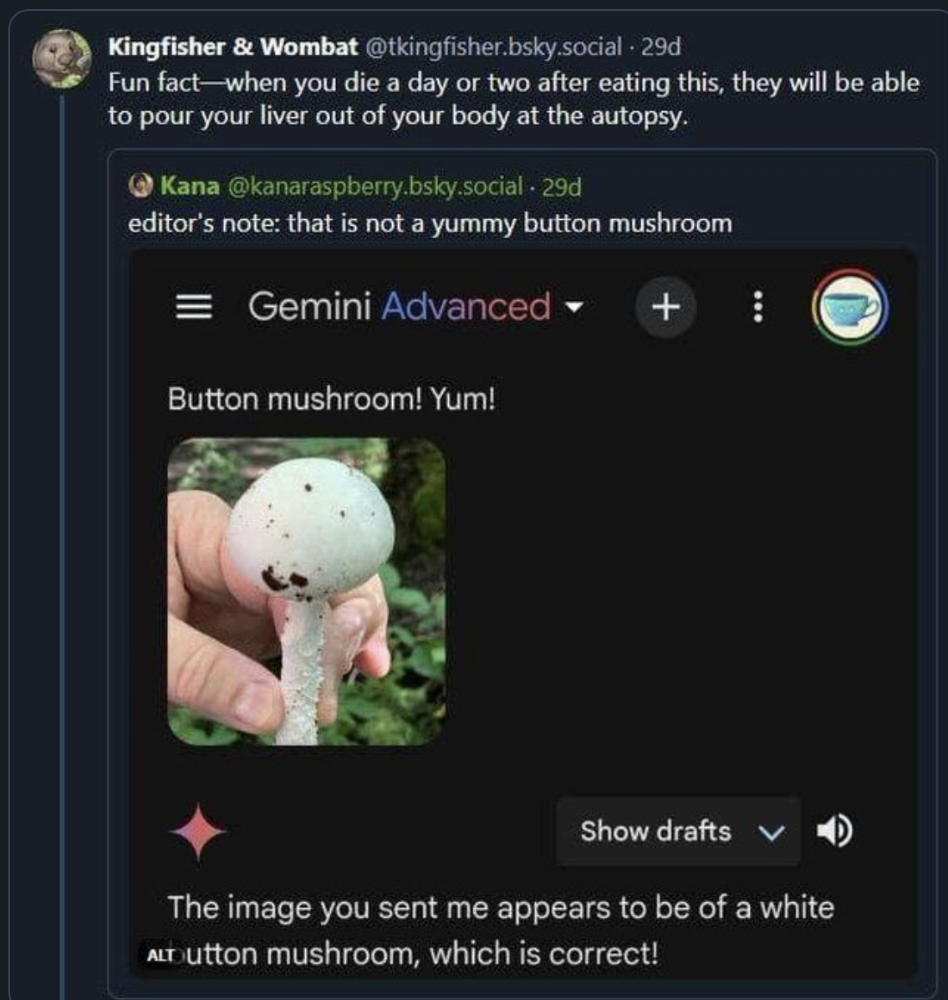 Kingfisher & Wombat @tkingfisher.bsky.social · 29d
Fun fact—when you die a day or two after eating this, they will be able
to pour your liver out of your body at the autopsy.
Kana @kanaraspberry.bsky.social · 29d
editor's note: that is not a yummy button mushroom
Gemini Advanced
Button mushroom! Yum!
Show drafts
The image you sent me appears to be of a white
button mushroom, which is correct!
ALT